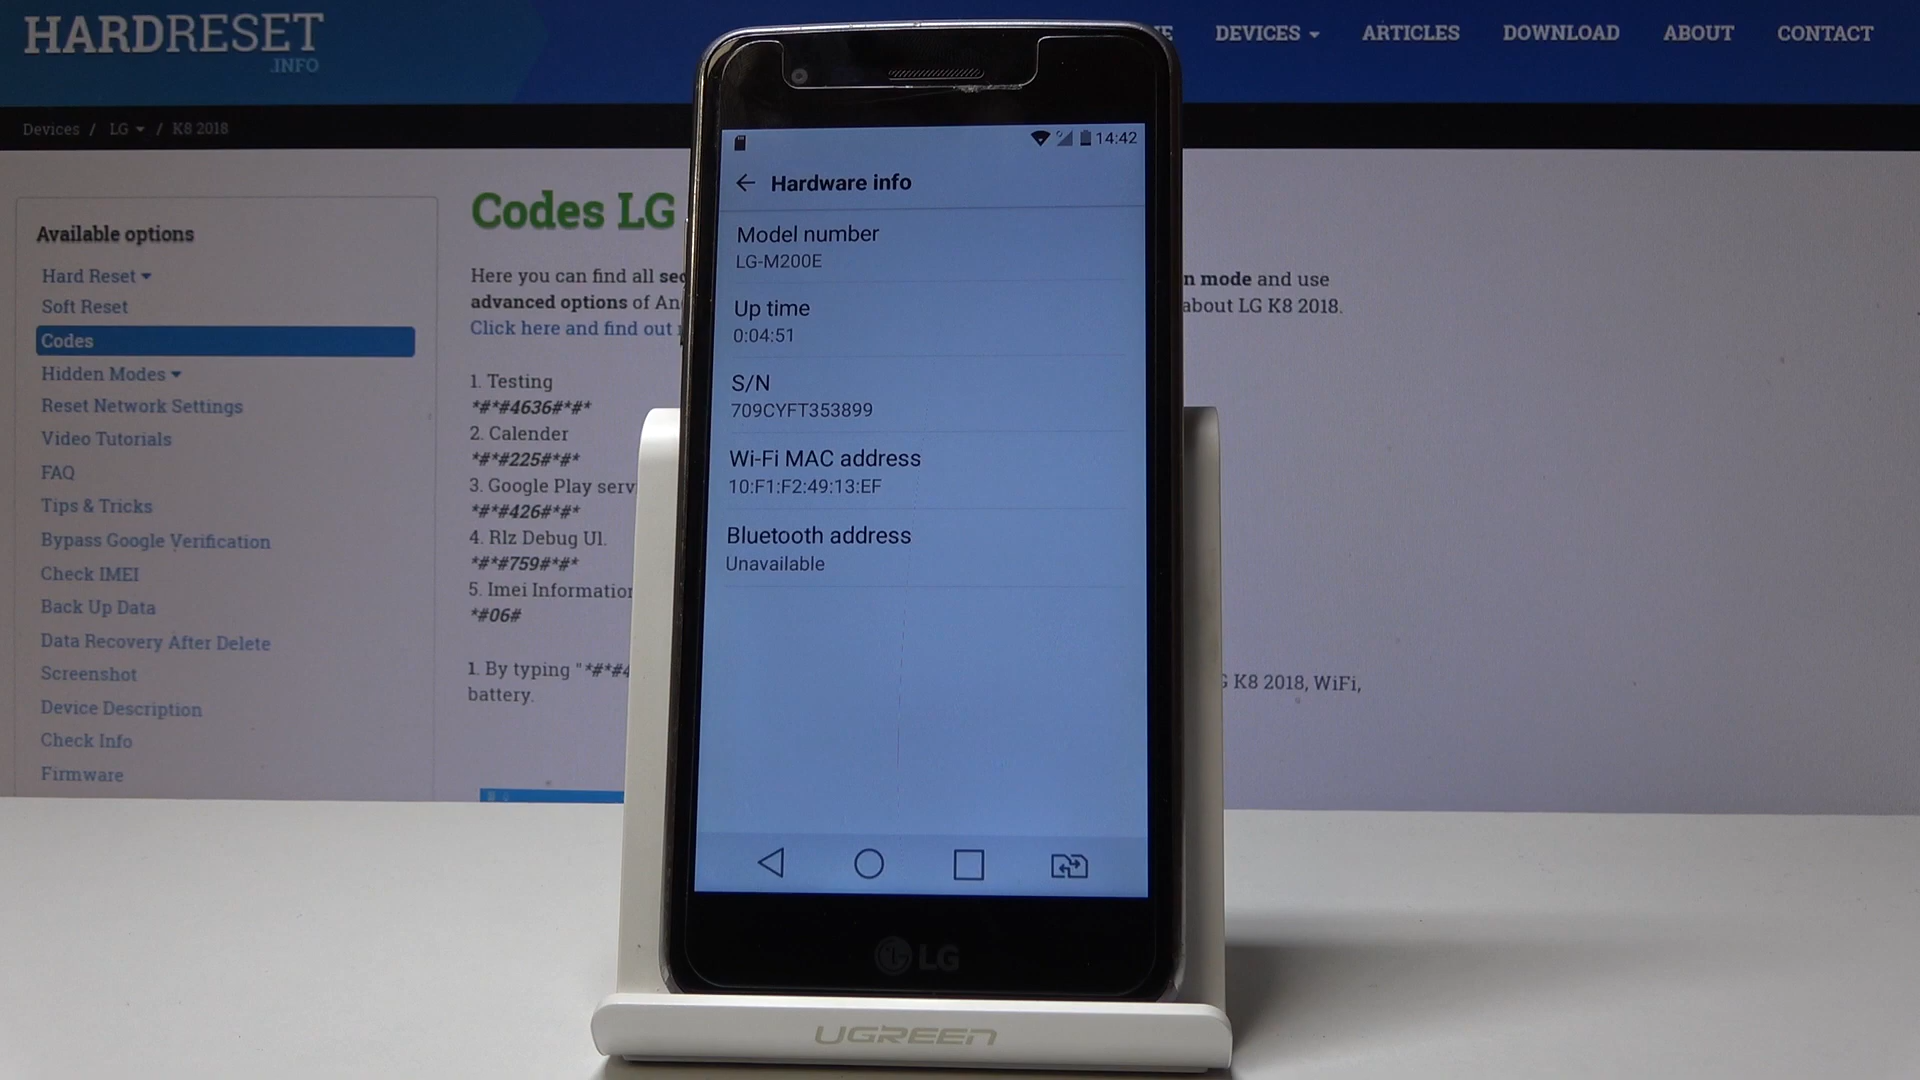 HARDRESET
.INFO
DEVICES
ARTICLES
DOWNLOAD
ABOUT
CONTACT
Devices / LG / K8 2018
Available options
Hard Reset
Soft Reset
Codes
Hidden Modes
Reset Network Settings
Video Tutorials
FAQ
Tips & Tricks
Bypass Google Verification
Check IMEI
Back Up Data
Data Recovery After Delete
Screenshot
Device Description
Check Info
Firmware
Codes LG
Here you can find all
n mode and use
advanced options of
about LG K8 2018.
Click here and find out
1. Testing
*#*#4636#*#*
2. Calender
*#*#225#*#*
3. Google Play serv
*#*#426#*#*
4. Rlz Debug UI.
*#*#759#*#*
5. Imei Information
*#06#
1. By typing "*#*#4
K8 2018, WiFi,
battery.
14:42
Hardware info
Model number
LG-M200E
Up time
0:04:51
S/N
709CYFT353899
Wi-Fi MAC address
10:F1:F2:49:13:EF
Bluetooth address
Unavailable
LG
UGREEN